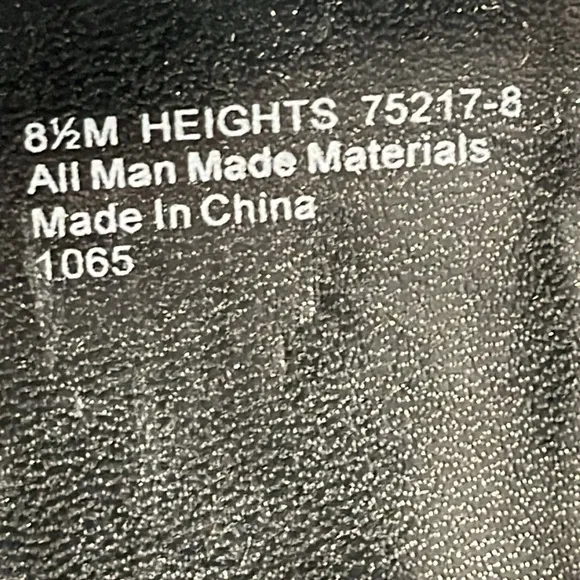 8½M HEIGHTS 75217-8
All Man Made Materials
Made In China
1065